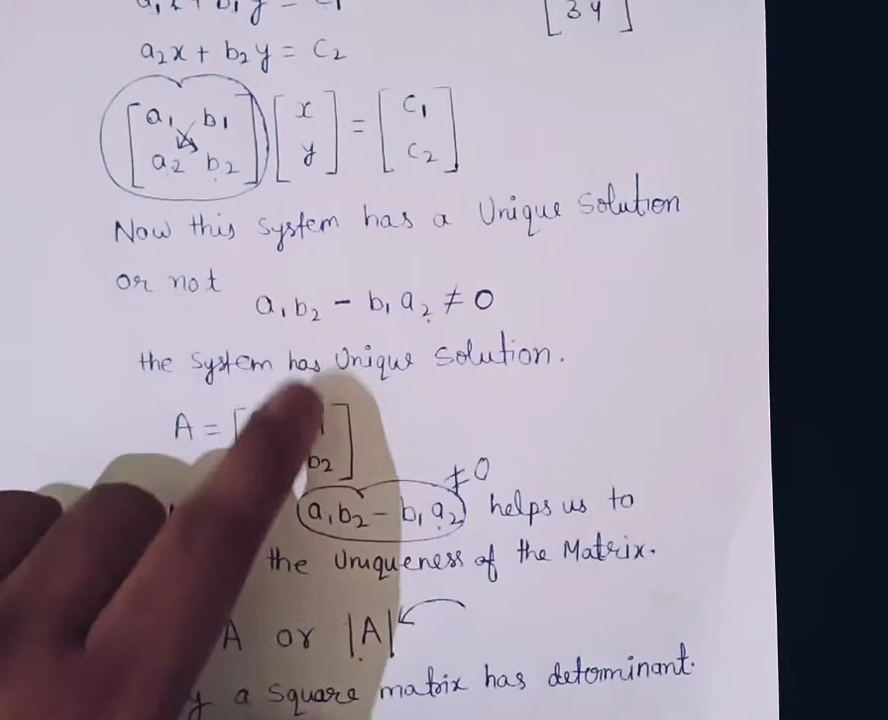 [3 4]
a₂x + b₂y = C₂
[a₁ b₁ [x = [C₁
a₂ b₂] y] C₂]
Now this System has a Unique Solution
or not
a₁b₂ - b₁a₂ ≠ 0
the System has Unique Solution.
A = [
b₂]
≠0
(a₁b₂ - b₁a₂) helps us to
the Uniqueness of the Matrix.
A or |A|
a square matrix has determinant.